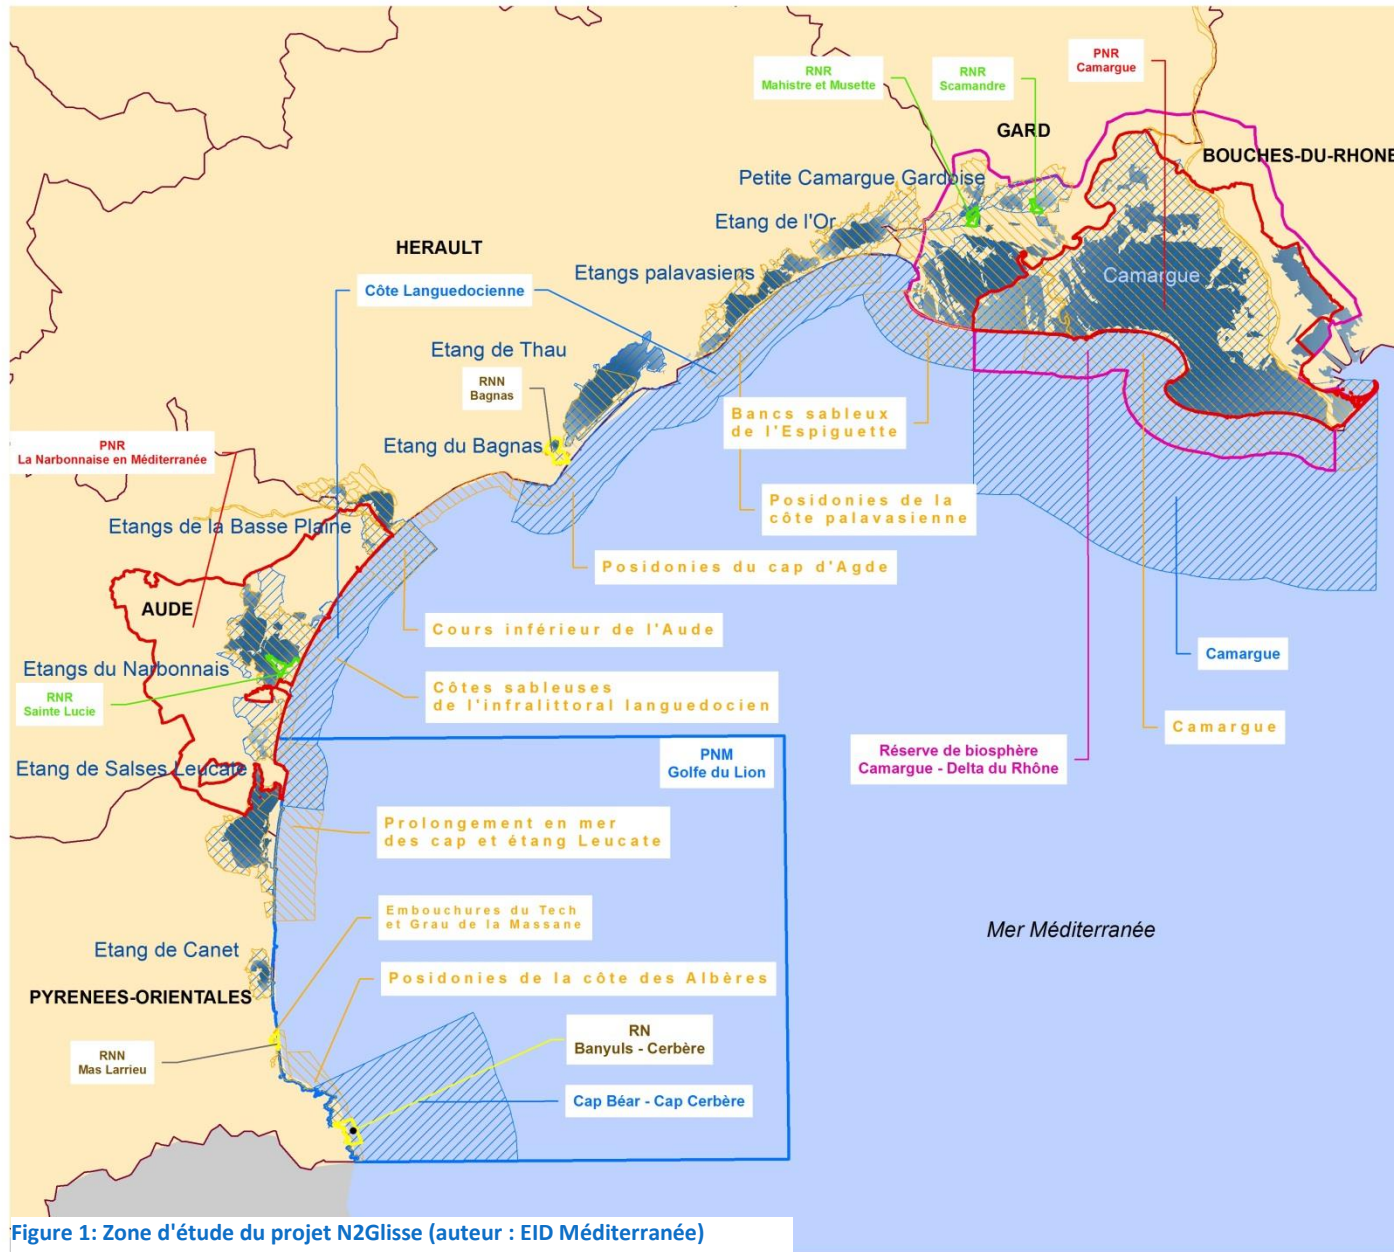 RNR
Mahistre et Musette
RNR
Scamandre
PNR
Camargue
GARD
BOUCHES-DU-RHONE
Petite Camargue Gardoise
Etang de l'Or
HERAULT
Etangs palavasiens
Camargue
Côte Languedocienne
Etang de Thau
RNN
Bagnas
Bancs sableux
de l'Espiguette
Etang du Bagnas
PNR
La Narbonnaise en Méditerranée
Posidonies de la
côte palavasienne
Etangs de la Basse Plaine
Posidonies du cap d'Agde
AUDE
Cours inférieur de l'Aude
Camargue
Etangs du Narbonnais
RNR
Sainte Lucie
Côtes sableuses
de l'infralittoral languedocien
Camargue
PNM
Golfe du Lion
Réserve de biosphère
Camargue - Delta du Rhône
Etang de Salses Leucate
Prolongement en mer
des cap et étang Leucate
Embouchures du Tech
et Grau de la Massane
Mer Méditerranée
Etang de Canet
Posidonies de la côte des Albères
PYRENEES-ORIENTALES
RN
Banyuls - Cerbère
RNN
Mas Larrieu
Cap Béar - Cap Cerbère
Figure 1: Zone d'étude du projet N2Glisse (auteur : EID Méditerranée)